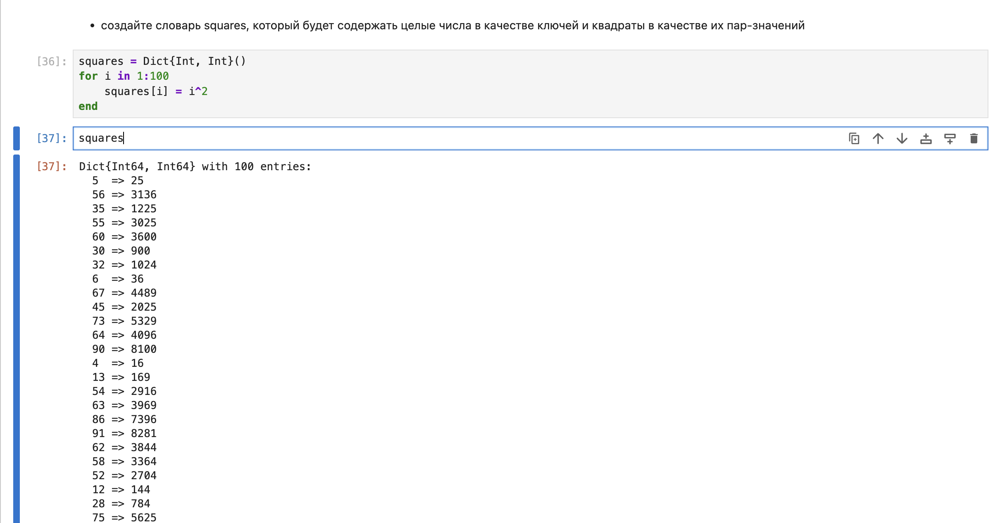 • создайте словарь squares, который будет содержать целые числа в качестве ключей и квадраты в качестве их пар-значений
[36]: squares = Dict{Int, Int}()
for i in 1:100
    squares[i] = i^2
end
[37]: squares
[37]: Dict{Int64, Int64} with 100 entries:
  5  => 25
  56 => 3136
  35 => 1225
  55 => 3025
  60 => 3600
  30 => 900
  32 => 1024
  6  => 36
  67 => 4489
  45 => 2025
  73 => 5329
  64 => 4096
  90 => 8100
  4  => 16
  13 => 169
  54 => 2916
  63 => 3969
  86 => 7396
  91 => 8281
  62 => 3844
  58 => 3364
  52 => 2704
  12 => 144
  28 => 784
  75 => 5625